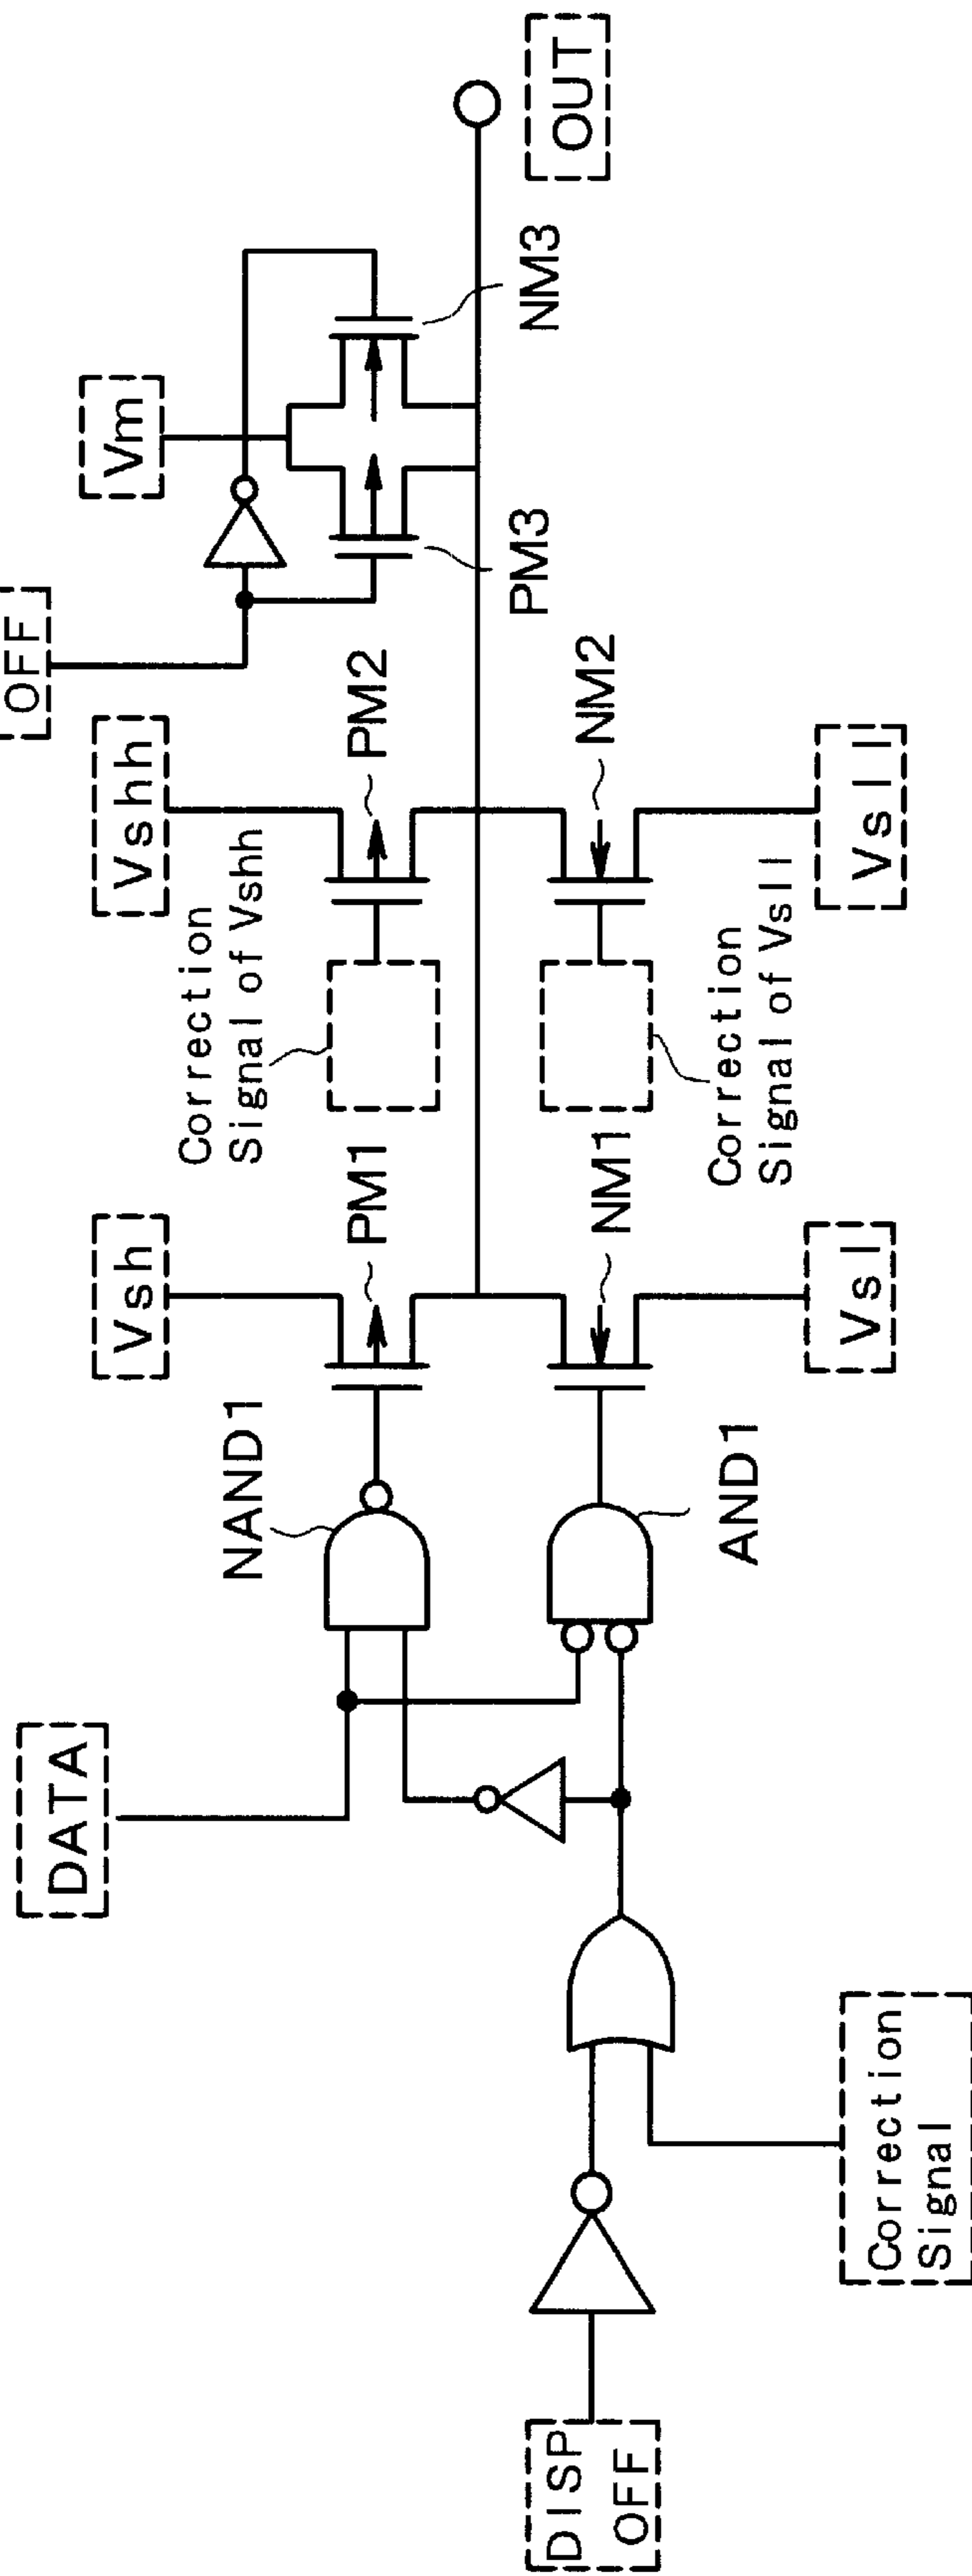 DISP
OFF
Correction
Signal
DATA
NAND1
AND1
Vsh
PM1
NM1
Vsl
Correction
Signal of Vshh
Correction
Signal of Vsll
Vshh
PM2
NM2
Vsll
OFF
Vm
PM3
NM3
OUT